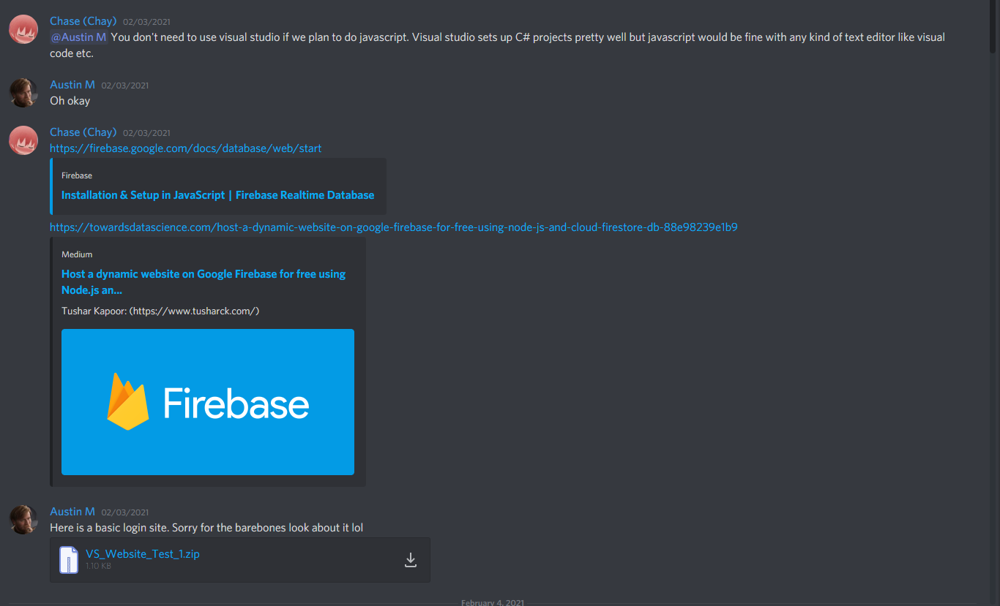 Chase (Chay) 02/03/2021
@Austin M You don't need to use visual studio if we plan to do javascript. Visual studio sets up C# projects pretty well but javascript would be fine with any kind of text editor like visual
code etc.
Austin M 02/03/2021
Oh okay
Chase (Chay) 02/03/2021
https://firebase.google.com/docs/database/web/start
Firebase
Installation & Setup in JavaScript | Firebase Realtime Database
https://towardsdatascience.com/host-a-dynamic-website-on-google-firebase-for-free-using-node-js-and-cloud-firestore-db-88e98239e1b9
Medium
Host a dynamic website on Google Firebase for free using
Node.js an...
Tushar Kapoor: (https://www.tusharck.com/)
Firebase
Austin M 02/03/2021
Here is a basic login site. Sorry for the barebones look about it lol
VS_Website_Test_1.zip
1.10 KB
February 4, 2021